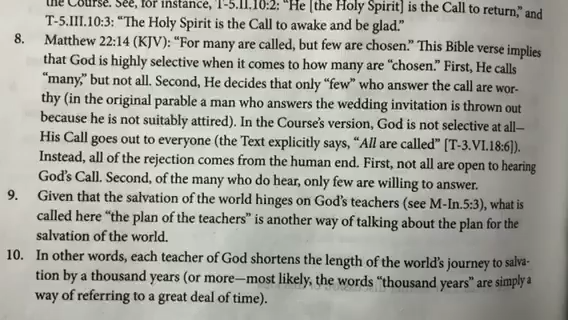 the Course. See, for instance, T-5.II.10:2: “He [the Holy Spirit] is the Call to return,” and
T-5.III.10:3: “The Holy Spirit is the Call to awake and be glad.”
8. Matthew 22:14 (KJV): “For many are called, but few are chosen.” This Bible verse implies
that God is highly selective when it comes to how many are “chosen.” First, He calls
“many,” but not all. Second, He decides that only “few” who answer the call are wor-
thy (in the original parable a man who answers the wedding invitation is thrown out
because he is not suitably attired). In the Course’s version, God is not selective at all—
His Call goes out to everyone (the Text explicitly says, “All are called” [T-3.VI.18:6]).
Instead, all of the rejection comes from the human end. First, not all are open to hearing
God’s Call. Second, of the many who do hear, only few are willing to answer.
9. Given that the salvation of the world hinges on God’s teachers (see M-In.5:3), what is
called here “the plan of the teachers” is another way of talking about the plan for the
salvation of the world.
10. In other words, each teacher of God shortens the length of the world’s journey to salva-
tion by a thousand years (or more—most likely, the words “thousand years” are simply a
way of referring to a great deal of time).